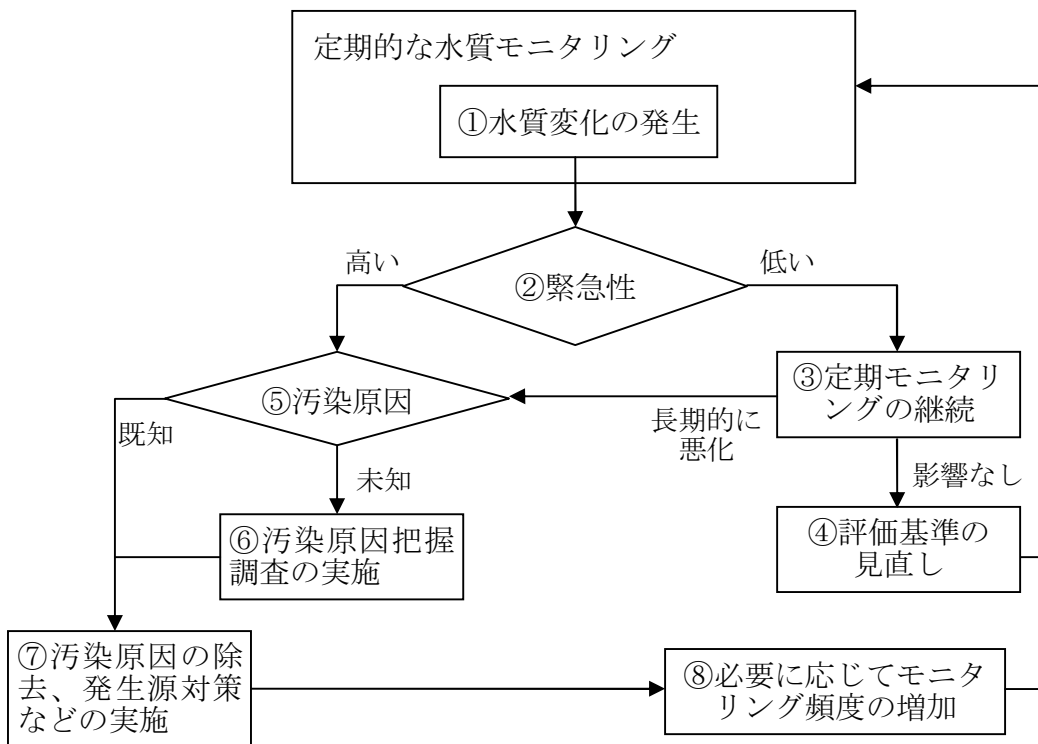 定期的な水質モニタリング
①水質変化の発生
高い
低い
②緊急性
③定期モニタリ
ングの継続
⑤汚染原因
長期的に
悪化
既知
未知
影響なし
⑥汚染原因把握
調査の実施
④評価基準の
見直し
⑦汚染原因の除
去、発生源対策
などの実施
⑧必要に応じてモニタ
リング頻度の増加